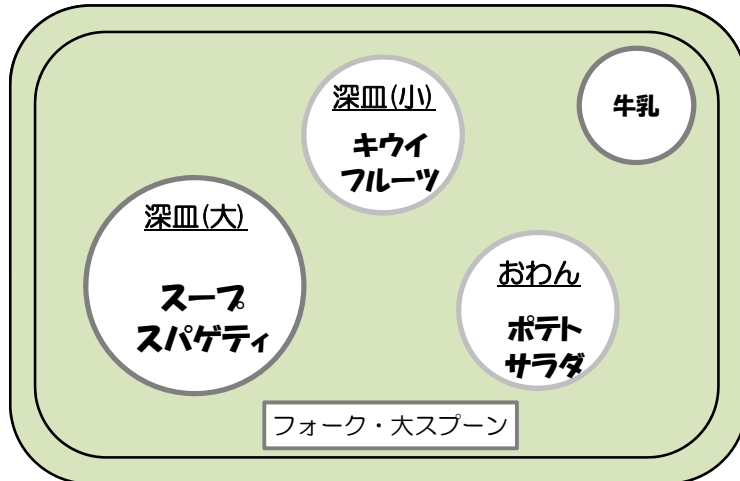 深皿(小)
キウイ
フルーツ
牛乳
深皿(大)
スープ
スパゲティ
おわん
ポテト
サラダ
フォーク・大スプーン